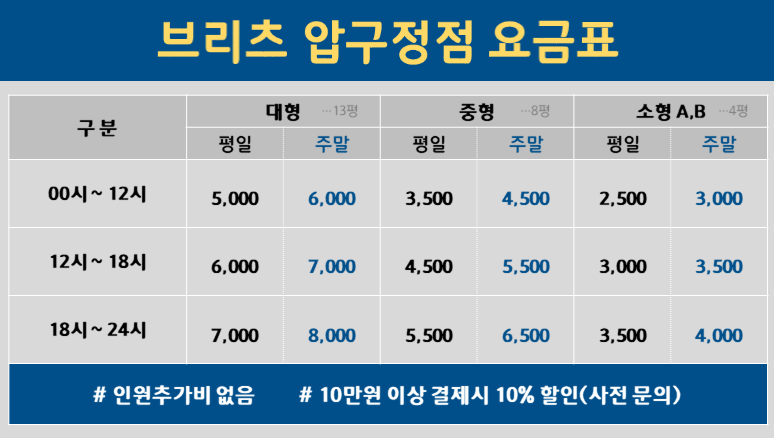 브리츠 압구정점 요금표
구 분 대형 ···13평 중형 ···8평 소형 A,B ···4평
평일 주말 평일 주말 평일 주말
00시~ 12시 5,000 6,000 3,500 4,500 2,500 3,000
12시~ 18시 6,000 7,000 4,500 5,500 3,000 3,500
18시~ 24시 7,000 8,000 5,500 6,500 3,500 4,000
# 인원추가비 없음 # 10만원 이상 결제시 10% 할인(사전 문의)